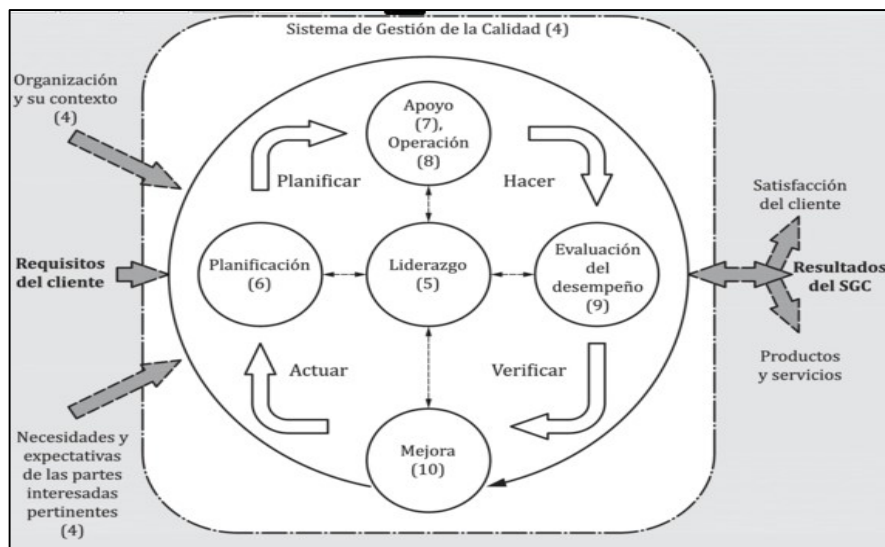 Sistema de Gestión de la Calidad (4)
Organización
y su contexto
(4)
Apoyo
(7),
Operación
(8)
Planificar
Hacer
Satisfacción
del cliente
Requisitos
del cliente
Planificación
(6)
Liderazgo
(5)
Evaluación
del
desempeño
(9)
Resultados
del SGC
Actuar
Verificar
Productos
y servicios
Mejora
(10)
Necesidades y
expectativas
de las partes
interesadas
pertinentes
(4)